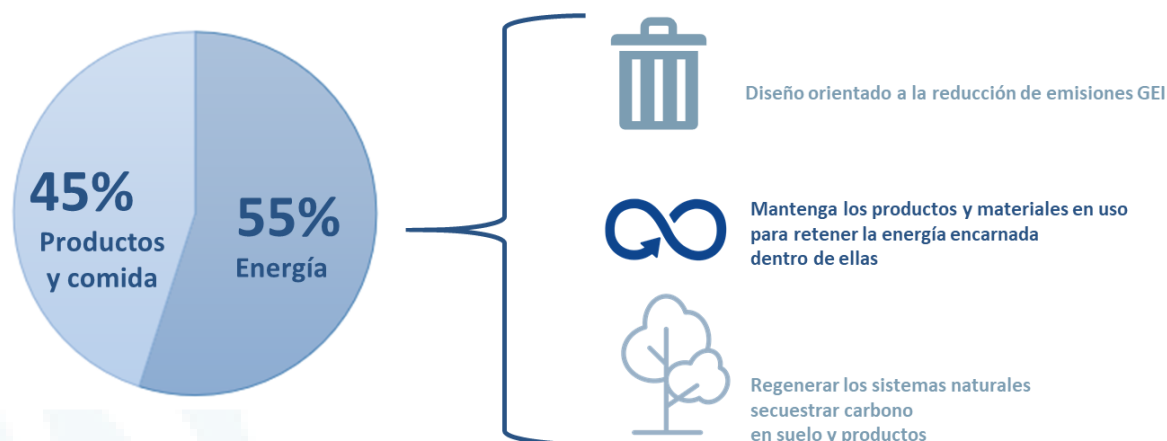 45%
Productos
y comida
55%
Energía
Diseño orientado a la reducción de emisiones GEI
Mantenga los productos y materiales en uso
para retener la energía encarnada
dentro de ellas
Regenerar los sistemas naturales
secuestrar carbono
en suelo y productos